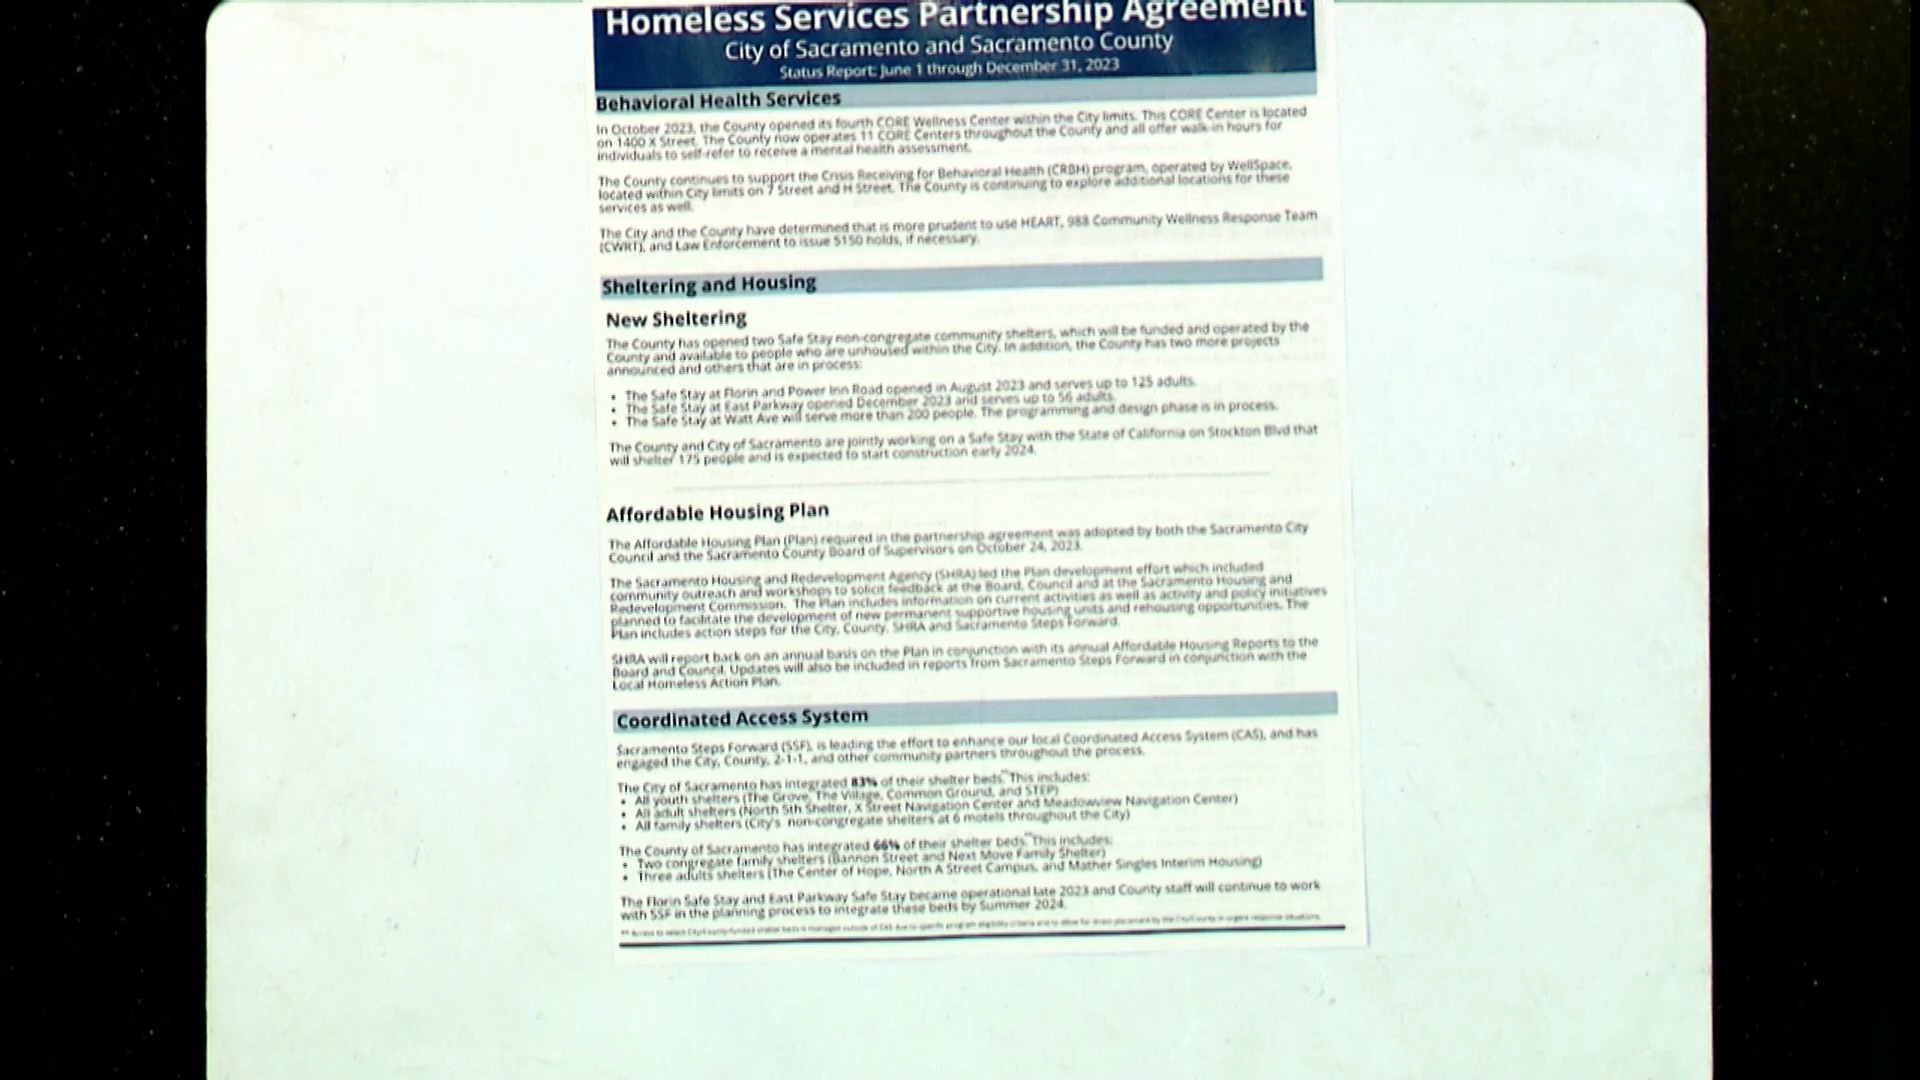 Homeless Services Partnership Agreement
City of Sacramento and Sacramento County
Status Report: June 1 through December 31, 2023
Behavioral Health Services
In October 2023, the County opened its fourth CORE Wellness Center within the City limits. This CORE Center is located
on 1400 X Street. The County now operates 11 CORE Centers throughout the County and all offer walk-in hours for
individuals to self-refer to receive a mental health assessment.
The County continues to support the Crisis Receiving for Behavioral Health (CRBH) program, operated by WellSpace,
located within City limits on 7 Street and H Street. The County is continuing to explore additional locations for these
services as well.
The City and the County have determined that is more prudent to use HEART, 988 Community Wellness Response Team
(CWRT), and Law Enforcement to issue 5150 holds, if necessary.
Sheltering and Housing
New Sheltering
The County has opened two Safe Stay non-congregate community shelters, which will be funded and operated by the
County and available to people who are unhoused within the City. In addition, the County has two more projects
announced and others that are in process:
• The Safe Stay at Florin and Power Inn Road opened in August 2023 and serves up to 125 adults.
• The Safe Stay at East Parkway opened December 2023 and serves up to 56 adults.
• The Safe Stay at Watt Ave will serve more than 200 people. The programming and design phase is in process.
The County and City of Sacramento are jointly working on a Safe Stay with the State of California on Stockton Blvd that
will shelter 175 people and is expected to start construction early 2024.
Affordable Housing Plan
The Affordable Housing Plan (Plan) required in the partnership agreement was adopted by both the Sacramento City
Council and the Sacramento County Board of Supervisors on October 24, 2023.
The Sacramento Housing and Redevelopment Agency (SHRA) led the Plan development effort which included
community outreach and workshops to solicit feedback at the Board, Council and at the Sacramento Housing and
Redevelopment Commission. The Plan includes information on current activities as well as activity and policy initiatives
planned to facilitate the development of new permanent supportive housing units and rehousing opportunities. The
Plan includes action steps for the City, County, SHRA and Sacramento Steps Forward.
SHRA will report back on an annual basis on the Plan in conjunction with its annual Affordable Housing Reports to the
Board and Council. Updates will also be included in reports from Sacramento Steps Forward in conjunction with the
Local Homeless Action Plan.
Coordinated Access System
Sacramento Steps Forward (SSF), is leading the effort to enhance our local Coordinated Access System (CAS), and has
engaged the City, County, 2-1-1, and other community partners throughout the process.
The City of Sacramento has integrated 83% of their shelter beds.** This includes:
• All youth shelters (The Grove, The Village, Common Ground, and STEP)
• All adult shelters (North 5th Shelter, X Street Navigation Center and Meadowview Navigation Center)
• All family shelters (City's non-congregate shelters at 6 motels throughout the City)
The County of Sacramento has integrated 66% of their shelter beds.** This includes:
• Two congregate family shelters (Bannon Street and Next Move Family Shelter)
• Three adults shelters (The Center of Hope, North A Street Campus, and Mather Singles Interim Housing)
The Florin Safe Stay and East Parkway Safe Stay became operational late 2023 and County staff will continue to work
with SSF in the planning process to integrate these beds by Summer 2024.